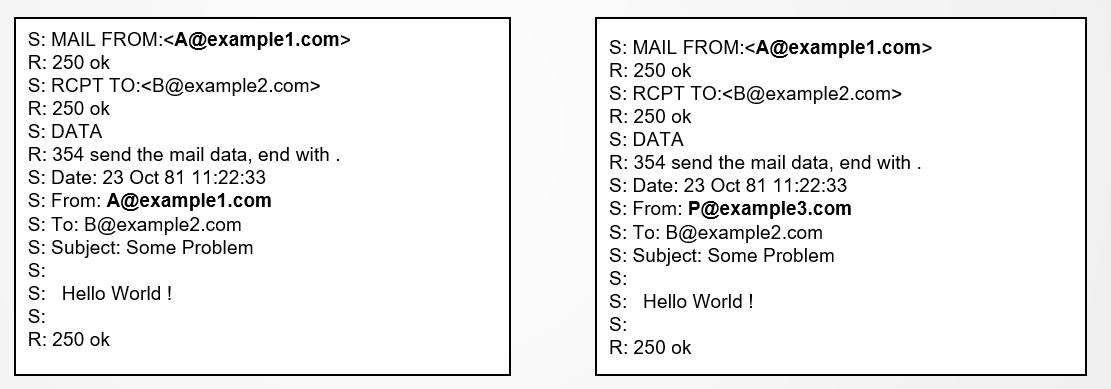 S: MAIL FROM:<A@example1.com>
R: 250 ok
S: RCPT TO:<B@example2.com>
R: 250 ok
S: DATA
R: 354 send the mail data, end with .
S: Date: 23 Oct 81 11:22:33
S: From: A@example1.com
S: To: B@example2.com
S: Subject: Some Problem
S:
S:   Hello World !
S:
R: 250 ok
S: MAIL FROM:<A@example1.com>
R: 250 ok
S: RCPT TO:<B@example2.com>
R: 250 ok
S: DATA
R: 354 send the mail data, end with .
S: Date: 23 Oct 81 11:22:33
S: From: P@example3.com
S: To: B@example2.com
S: Subject: Some Problem
S:
S:   Hello World !
S:
R: 250 ok